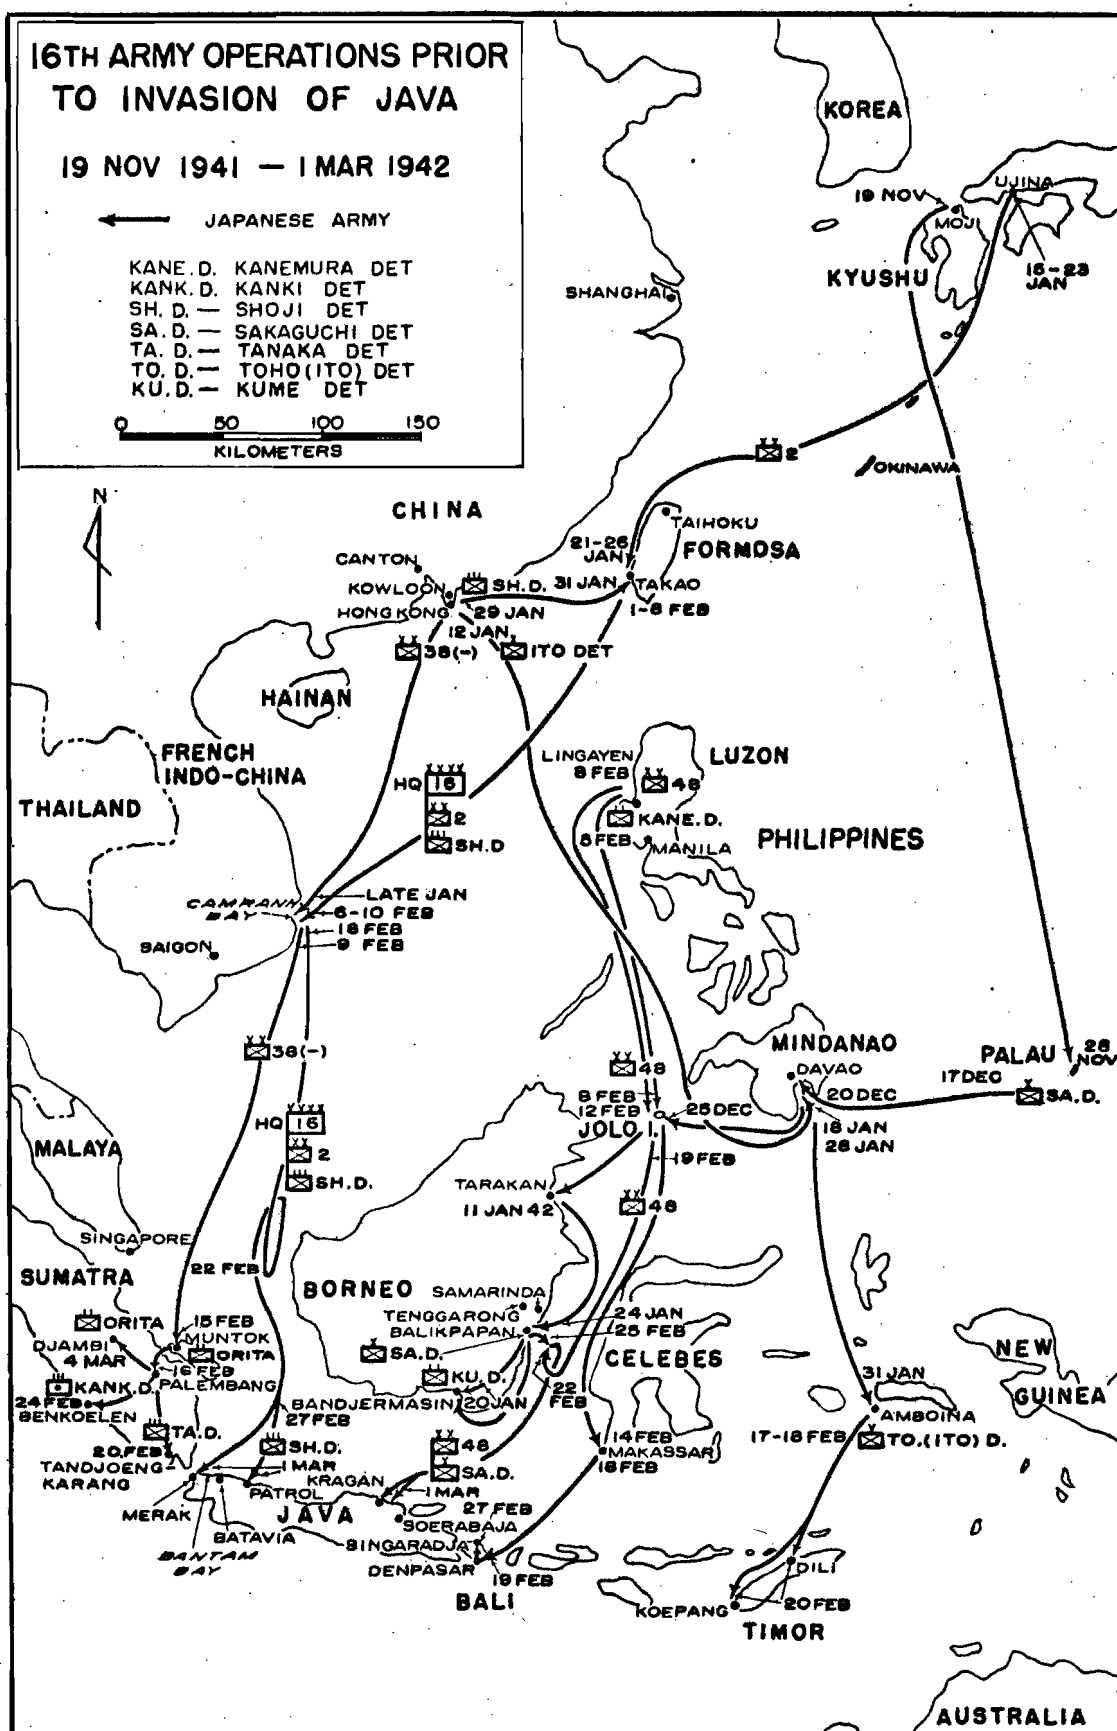 16TH ARMY OPERATIONS PRIOR
TO INVASION OF JAVA
19 NOV 1941 — 1 MAR 1942
JAPANESE ARMY
KANE.D. KANEMURA DET
KANK.D. KANKI DET
SH. D.— SHOJI DET
SA.D.— SAKAGUCHI DET
TA. D.— TANAKA DET
TO. D.— TOHO(ITO) DET
KU.D.— KUME DET
0 50 100 150
KILOMETERS
N
KOREA
UJINA
19 NOV
MOJI
KYUSHU
SHANGHAI
2
OKINAWA
CHINA
TAIHOKU
21-26
JAN
FORMOSA
CANTON
KOWLOON
SH.D.
31 JAN
TAKAO
HONGKONG
29 JAN
1-8 FEB
12 JAN
38(-)
ITO DET
HAINAN
FRENCH
INDO-CHINA
LINGAYEN
8 FEB
LUZON
48
HQ 16
2
SH.D
KANE.D.
8 FEB
MANILA
THAILAND
PHILIPPINES
CAMRANH
BAY
LATE JAN
6-10 FEB
18 FEB
9 FEB
SAIGON
38(-)
48
MINDANAO
DAVAO
PALAU
28
NOV
17 DEC
20 DEC
SA.D.
8 FEB
12 FEB
25 DEC
JOLO I.
18 JAN
28 JAN
HQ 16
2
SH.D.
MALAYA
19 FEB
TARAKAN
11 JAN 42
48
SINGAPORE
22 FEB
SUMATRA
BORNEO
SAMARINDA
TENGGARONG
BALIKPAPAN
24 JAN
25 FEB
ORITA
15 FEB
MUNTOK
DJAMBI
4 MAR
ORITA
16 FEB
SA.D.
CELEBES
NEW
GUINEA
KANK.D.
PALEMBANG
KU.D.
24 FEB
BENKOELEN
BANDJERMASIN
20JAN
22
FEB
31 JAN
AMBOINA
27 FEB
TA.D.
20 FEB
TANDJOENG
KARANG
SH.D.
1 MAR
48
SA.D.
14 FEB
MAKASSAR
18 FEB
17-18 FEB
TO.(ITO) D.
KRAGAN
1 MAR
PATROL
MERAK
JAVA
27 FEB
SOERABAJA
BATAVIA
BANTAM
BAY
SINGARADJA
DENPASAR
19 FEB
BALI
DILI
KOEPANG
20 FEB
TIMOR
AUSTRALIA